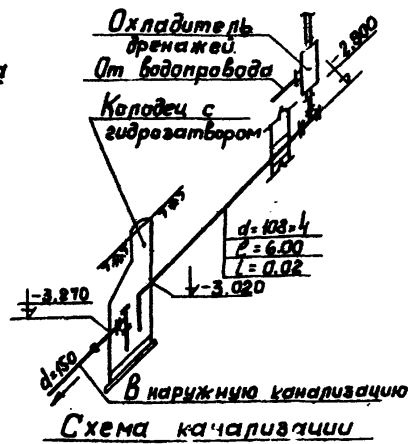 Охладитель
дренажей
-2.800
От водопровода
Колодец с
гидрозатвором
d=108×4
ℓ=6.00
i=0.02
-3.020
-3.270
d=150
В наружную канализацию
Схема канализации